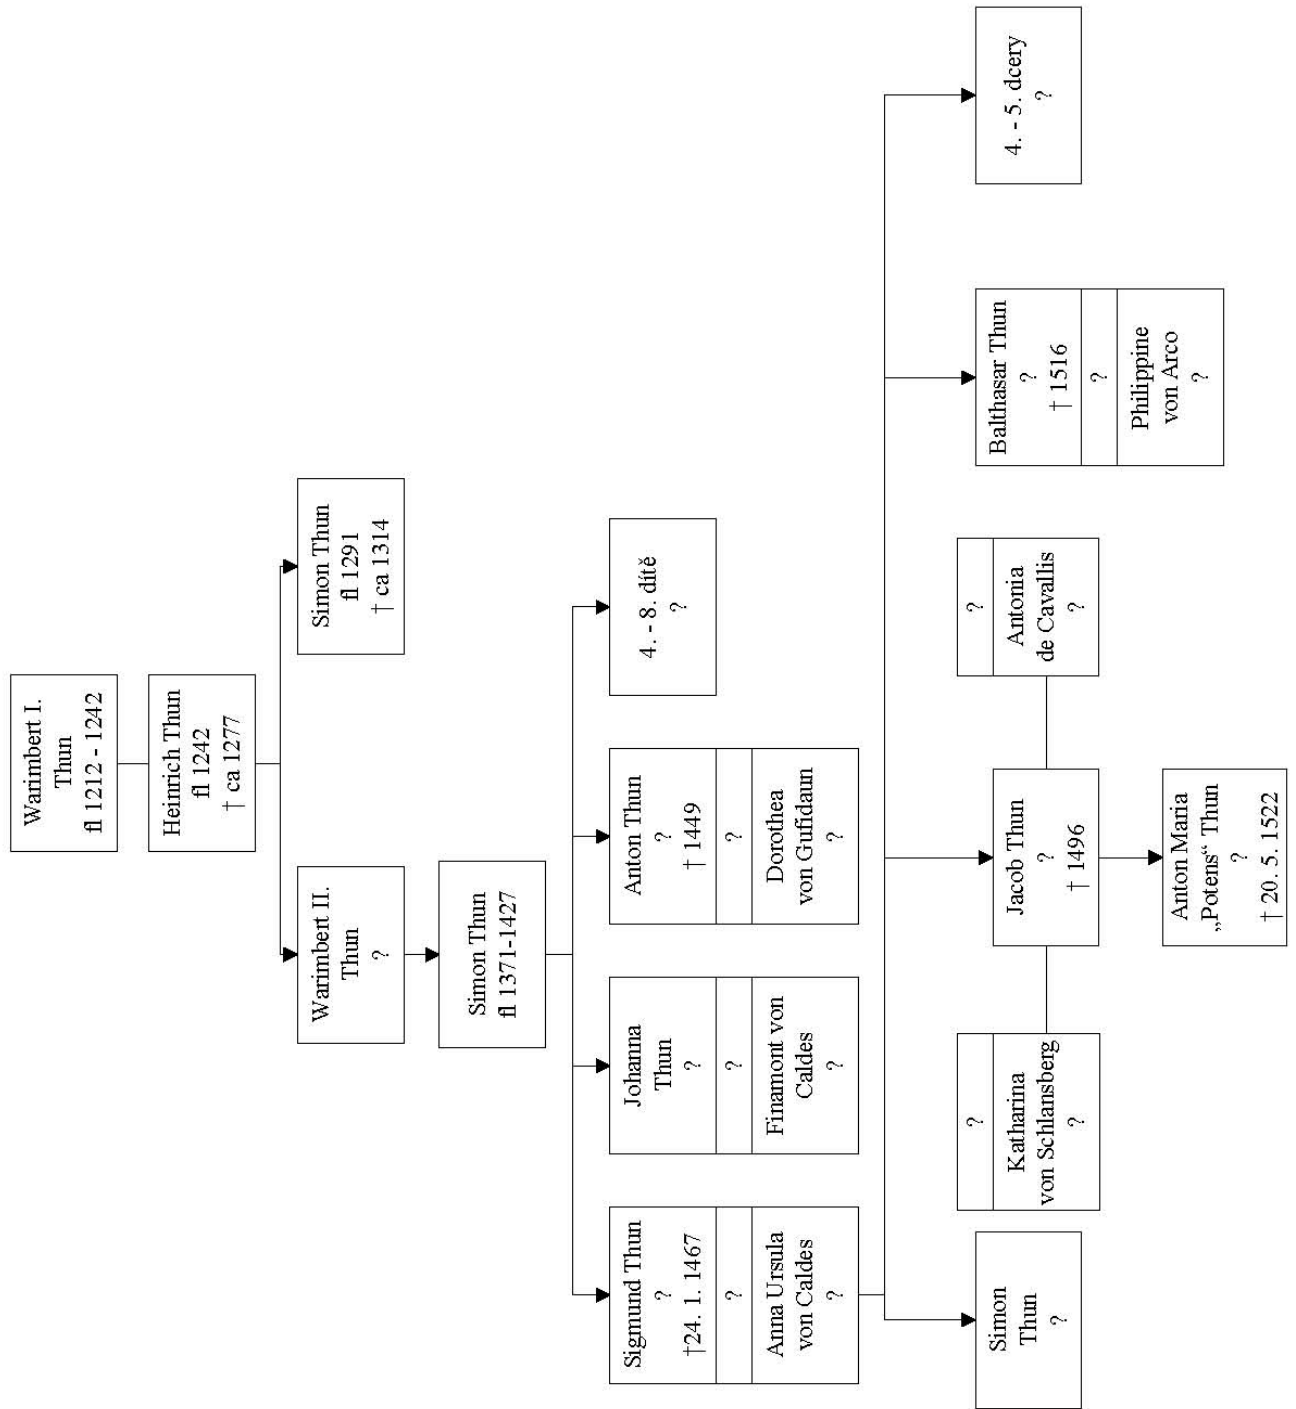 Warimbert I.
Thun
fl 1212 - 1242
Heinrich Thun
fl 1242
† ca 1277
Warimbert II.
Thun
?
Simon Thun
fl 1291
† ca 1314
Simon Thun
fl 1371-1427
Sigmund Thun
?
†24. 1. 1467
?
Anna Ursula
von Caldes
?
Johanna
Thun
?
?
Finamont von
Caldes
?
Anton Thun
?
† 1449
?
Dorothea
von Gufidaun
?
4. - 8. dítě
?
Simon
Thun
?
?
Katharina
von Schlansberg
?
Jacob Thun
?
† 1496
?
Antonia
de Cavallis
?
Balthasar Thun
?
† 1516
?
Philippine
von Arco
?
4. - 5. dcery
?
Anton Maria
„Potens“ Thun
?
† 20. 5. 1522